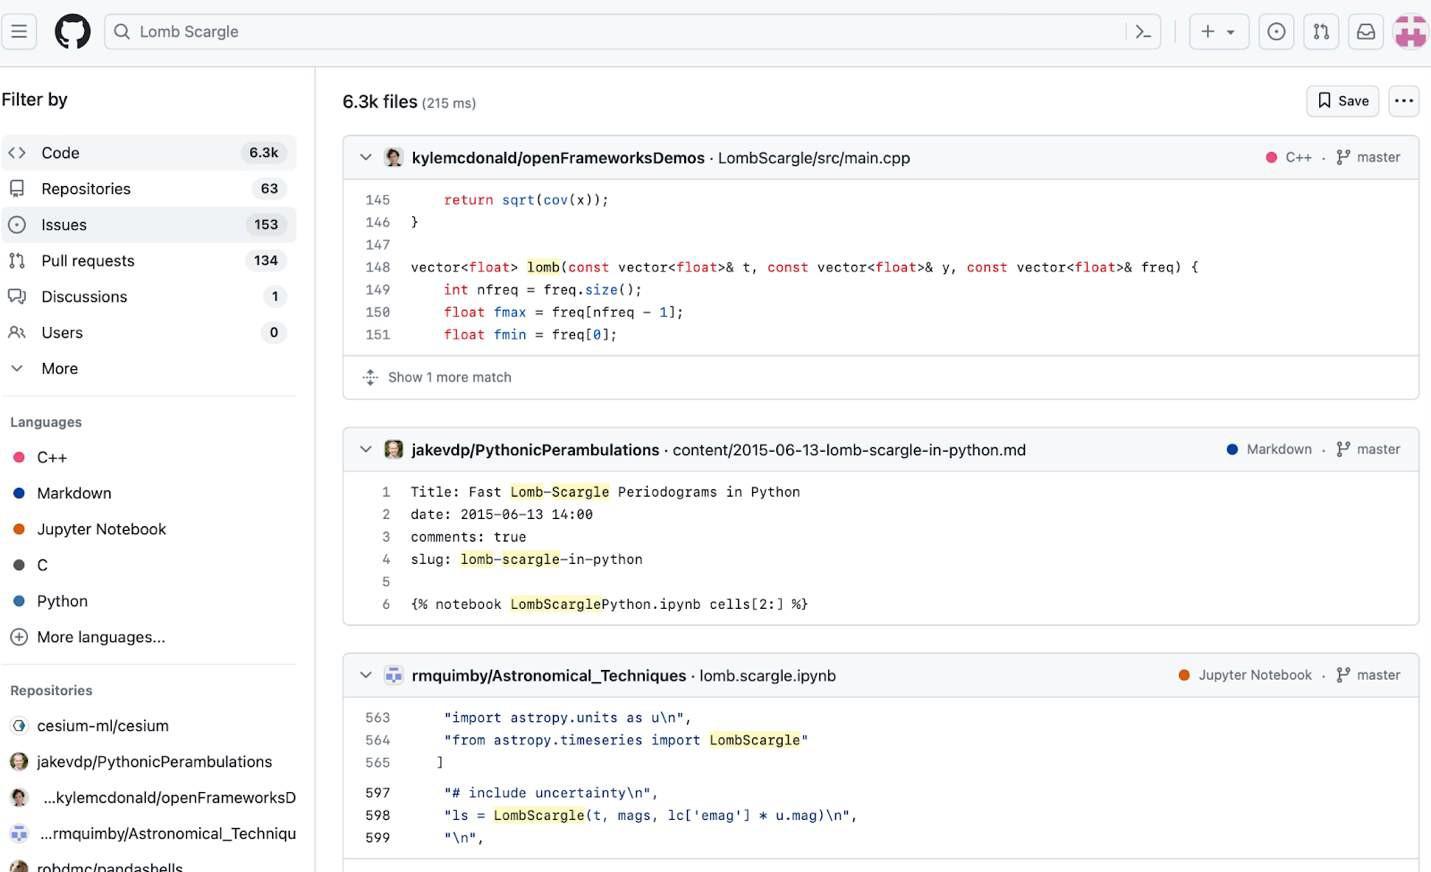 Lomb Scargle
Filter by
Code 6.3k
Repositories 63
Issues 153
Pull requests 134
Discussions 1
Users 0
More
Languages
C++
Markdown
Jupyter Notebook
C
Python
More languages...
Repositories
cesium-ml/cesium
jakevdp/PythonicPerambulations
...kylemcdonald/openFrameworksD
...rmquimby/Astronomical_Techniqu
robdmc/pandashells
6.3k files (215 ms)
Save
kylemcdonald/openFrameworksDemos · LombScargle/src/main.cpp C++ · master
145 return sqrt(cov(x));
146 }
147
148 vector<float> lomb(const vector<float>& t, const vector<float>& y, const vector<float>& freq) {
149 int nfreq = freq.size();
150 float fmax = freq[nfreq - 1];
151 float fmin = freq[0];
Show 1 more match
jakevdp/PythonicPerambulations · content/2015-06-13-lomb-scargle-in-python.md Markdown · master
1 Title: Fast Lomb-Scargle Periodograms in Python
2 date: 2015-06-13 14:00
3 comments: true
4 slug: lomb-scargle-in-python
5
6 {% notebook LombScarglePython.ipynb cells[2:] %}
rmquimby/Astronomical_Techniques · lomb.scargle.ipynb Jupyter Notebook · master
563 "import astropy.units as u\n",
564 "from astropy.timeseries import LombScargle"
565 ]
597 "# include uncertainty\n",
598 "ls = LombScargle(t, mags, lc['emag'] * u.mag)\n",
599 "\n",